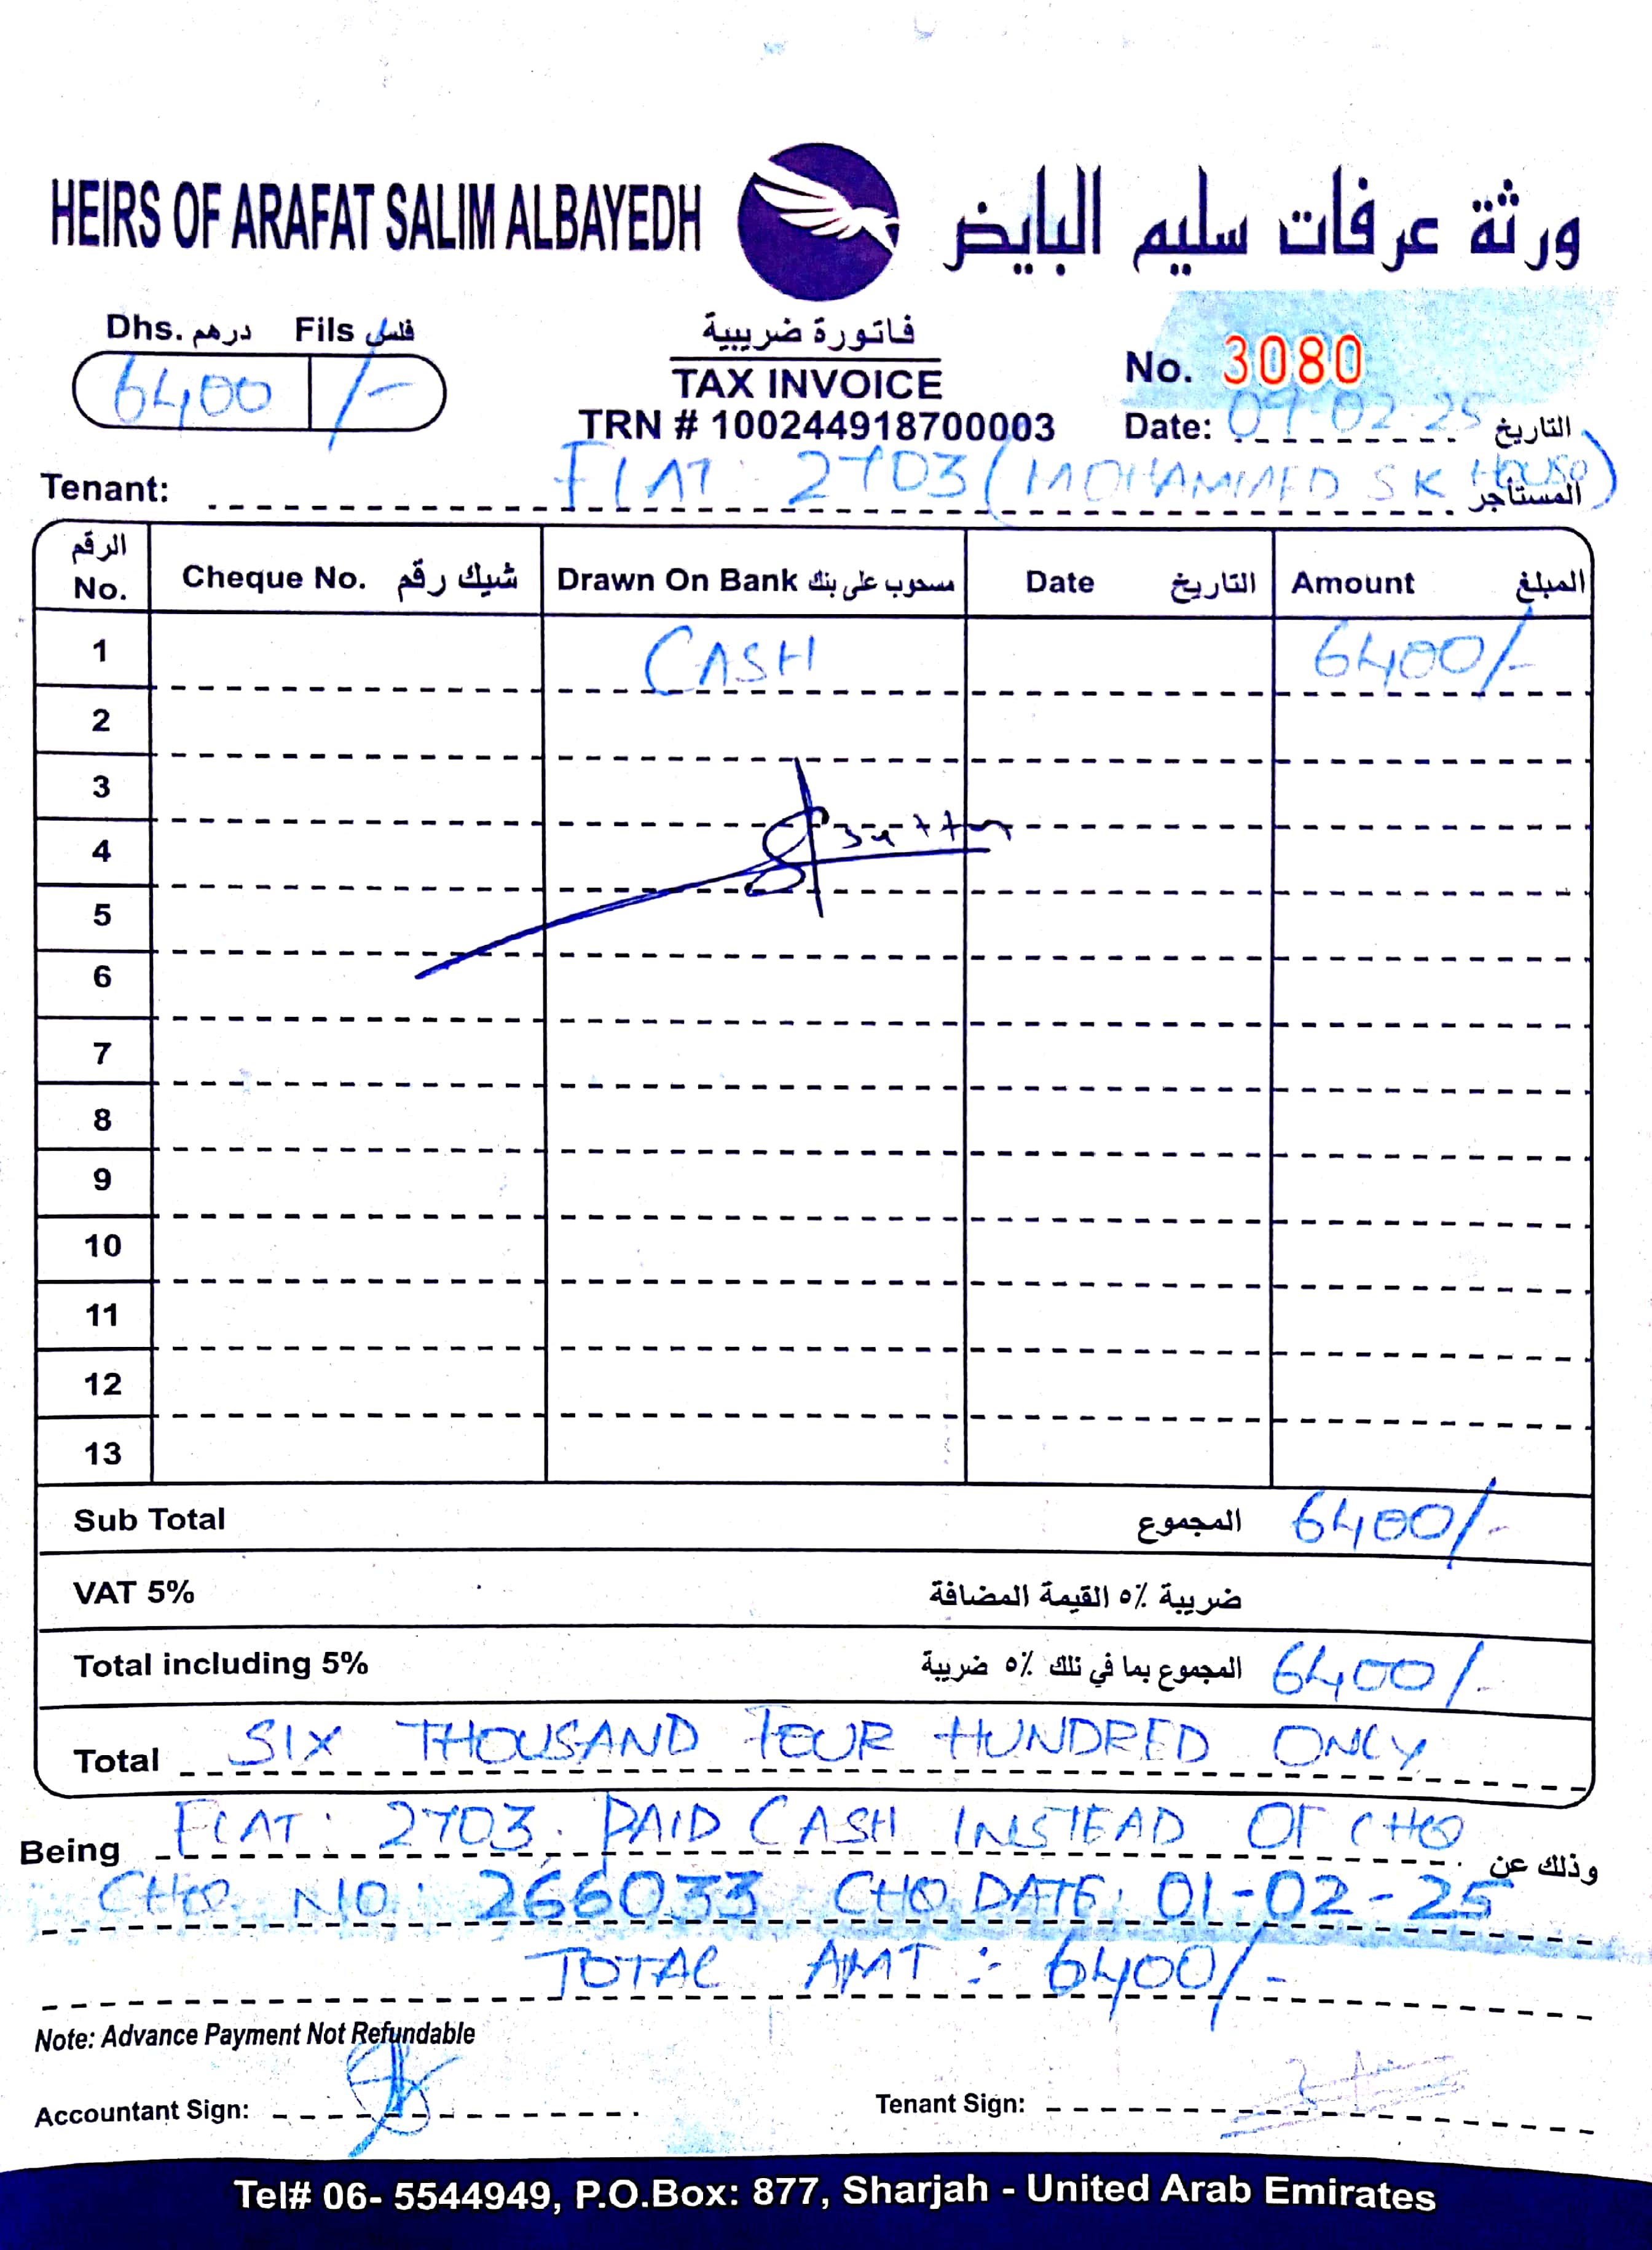 HEIRS OF ARAFAT SALIM ALBAYEDH ورثة عرفات سليم البايض
Dhs. درهم Fils فلس
6400 /-
فاتورة ضريبية
TAX INVOICE
TRN # 100244918700003
No. 3080
Date: 09-02-25 التاريخ
Tenant: FLAT: 2703 (MOHAMMED SK HOUSE) المستأجر
الرقم No. Cheque No. شيك رقم Drawn On Bank مسحوب على بنك Date التاريخ Amount المبلغ
1 CASH 6400/-
2
3
4
5
6
7
8
9
10
11
12
13
Sub Total المجموع 6400/-
VAT 5% ضريبة ٥٪ القيمة المضافة
Total including 5% المجموع بما في ذلك ٥٪ ضريبة 6400/-
Total SIX THOUSAND FOUR HUNDRED ONLY
Being FLAT: 2703. PAID CASH INSTEAD OF CHQ وذلك عن
CHQ NO: 266033 CHQ DATE: 01-02-25
TOTAL AMT :- 6400/-
Note: Advance Payment Not Refundable
Accountant Sign: Tenant Sign:
Tel# 06- 5544949, P.O.Box: 877, Sharjah - United Arab Emirates